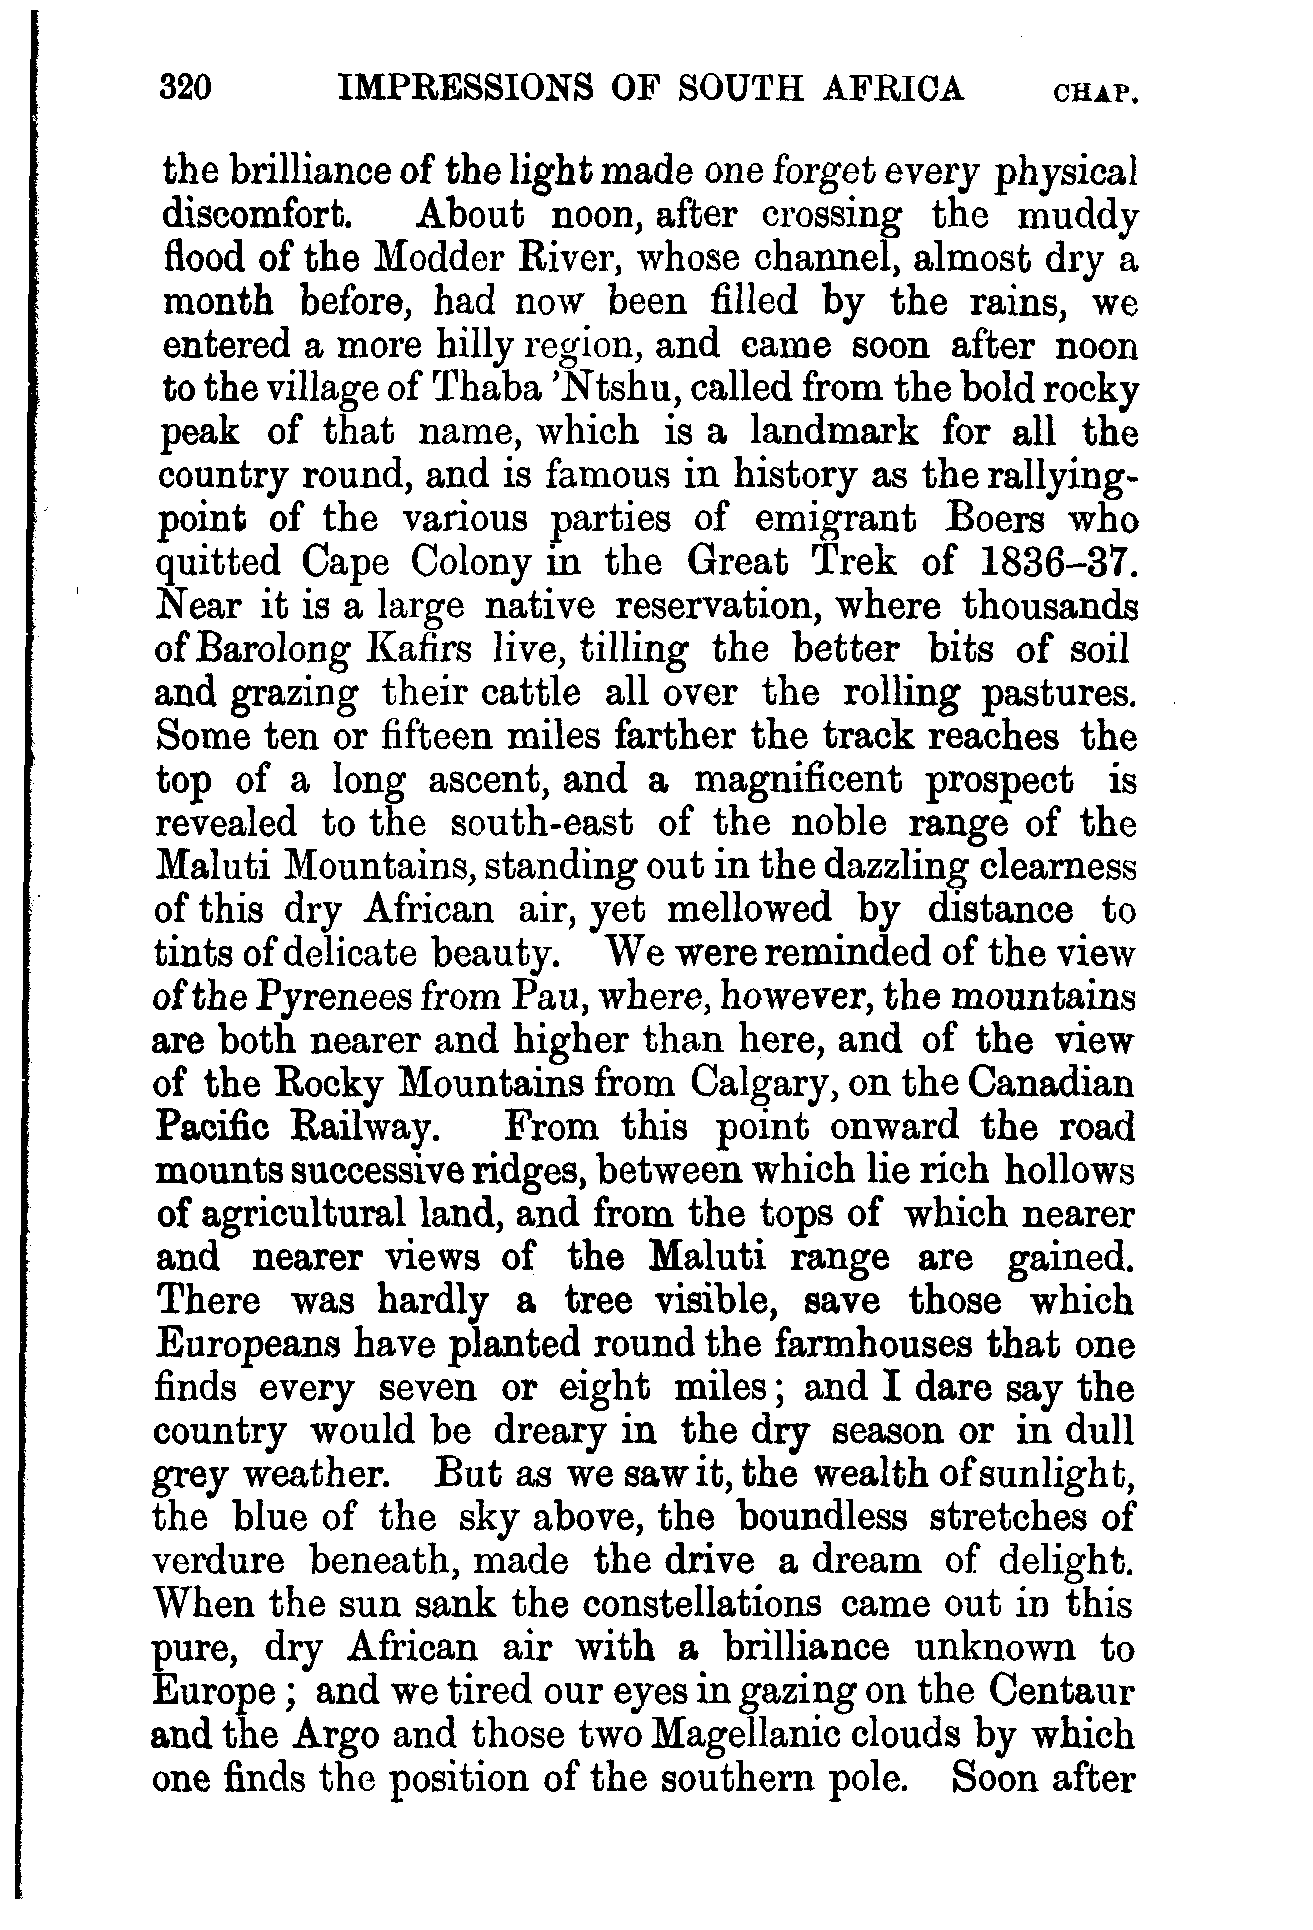 320 IMPRESSIONS OF SOUTH AFRICA CHAP.
the brilliance of the light made one forget every physical
discomfort. About noon, after crossing the muddy
flood of the Modder River, whose channel, almost dry a
month before, had now been filled by the rains, we
entered a more hilly region, and came soon after noon
to the village of Thaba ’Ntshu, called from the bold rocky
peak of that name, which is a landmark for all the
country round, and is famous in history as the rallying-
point of the various parties of emigrant Boers who
quitted Cape Colony in the Great Trek of 1836–37.
Near it is a large native reservation, where thousands
of Barolong Kafirs live, tilling the better bits of soil
and grazing their cattle all over the rolling pastures.
Some ten or fifteen miles farther the track reaches the
top of a long ascent, and a magnificent prospect is
revealed to the south-east of the noble range of the
Maluti Mountains, standing out in the dazzling clearness
of this dry African air, yet mellowed by distance to
tints of delicate beauty. We were reminded of the view
of the Pyrenees from Pau, where, however, the mountains
are both nearer and higher than here, and of the view
of the Rocky Mountains from Calgary, on the Canadian
Pacific Railway. From this point onward the road
mounts successive ridges, between which lie rich hollows
of agricultural land, and from the tops of which nearer
and nearer views of the Maluti range are gained.
There was hardly a tree visible, save those which
Europeans have planted round the farmhouses that one
finds every seven or eight miles; and I dare say the
country would be dreary in the dry season or in dull
grey weather. But as we saw it, the wealth of sunlight,
the blue of the sky above, the boundless stretches of
verdure beneath, made the drive a dream of delight.
When the sun sank the constellations came out in this
pure, dry African air with a brilliance unknown to
Europe; and we tired our eyes in gazing on the Centaur
and the Argo and those two Magellanic clouds by which
one finds the position of the southern pole. Soon after